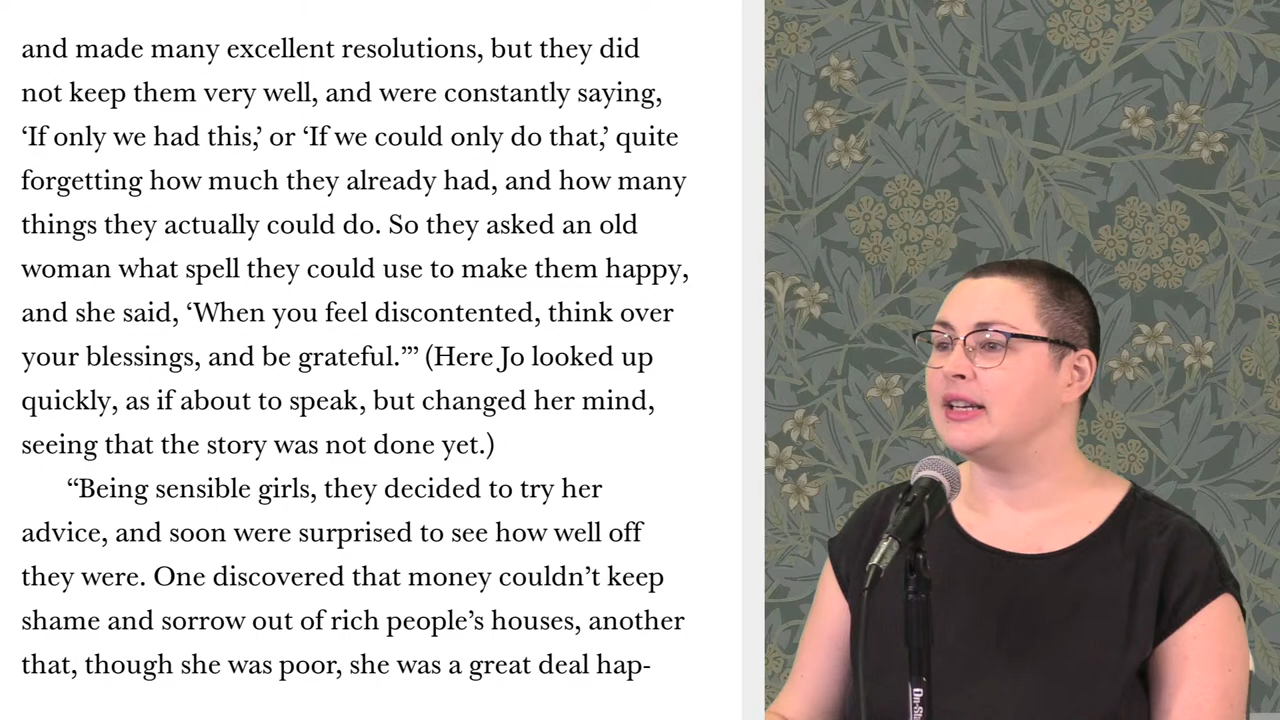 and made many excellent resolutions, but they did
not keep them very well, and were constantly saying,
‘If only we had this,’ or ‘If we could only do that,’ quite
forgetting how much they already had, and how many
things they actually could do. So they asked an old
woman what spell they could use to make them happy,
and she said, ‘When you feel discontented, think over
your blessings, and be grateful.’” (Here Jo looked up
quickly, as if about to speak, but changed her mind,
seeing that the story was not done yet.)
“Being sensible girls, they decided to try her
advice, and soon were surprised to see how well off
they were. One discovered that money couldn’t keep
shame and sorrow out of rich people’s houses, another
that, though she was poor, she was a great deal hap-